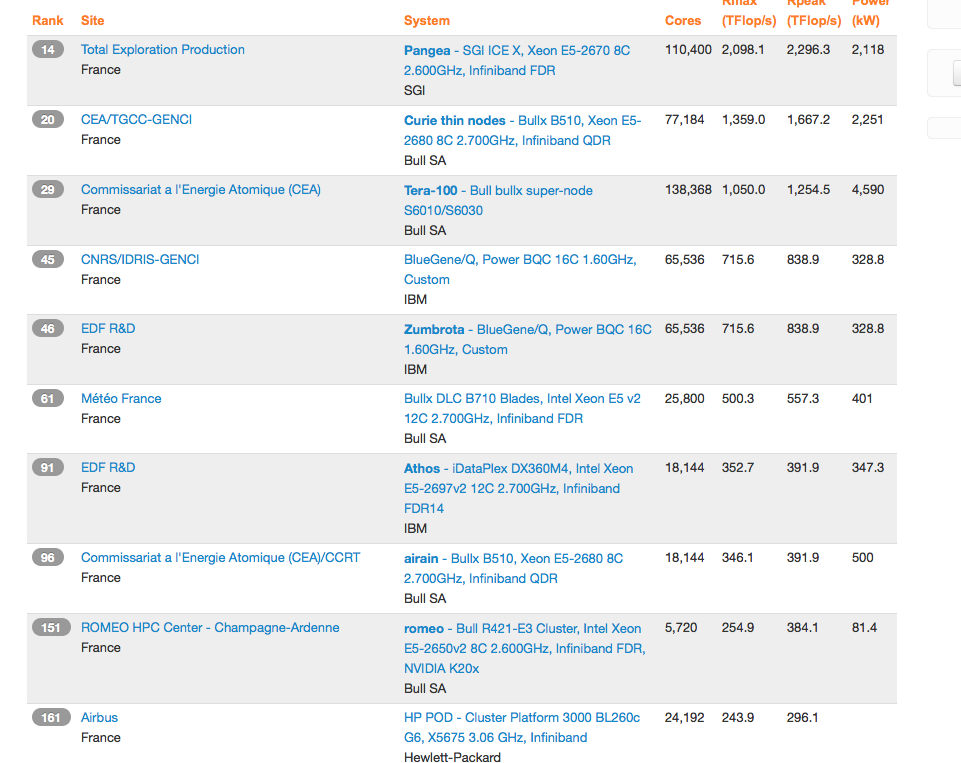 Rmax Rpeak Power
Rank Site System Cores (TFlop/s) (TFlop/s) (kW)
14 Total Exploration Production Pangea - SGI ICE X, Xeon E5-2670 8C 110,400 2,098.1 2,296.3 2,118
France 2.600GHz, Infiniband FDR
SGI
20 CEA/TGCC-GENCI Curie thin nodes - Bullx B510, Xeon E5- 77,184 1,359.0 1,667.2 2,251
France 2680 8C 2.700GHz, Infiniband QDR
Bull SA
29 Commissariat a l'Energie Atomique (CEA) Tera-100 - Bull bullx super-node 138,368 1,050.0 1,254.5 4,590
France S6010/S6030
Bull SA
45 CNRS/IDRIS-GENCI BlueGene/Q, Power BQC 16C 1.60GHz, 65,536 715.6 838.9 328.8
France Custom
IBM
46 EDF R&D Zumbrota - BlueGene/Q, Power BQC 16C 65,536 715.6 838.9 328.8
France 1.60GHz, Custom
IBM
61 Météo France Bullx DLC B710 Blades, Intel Xeon E5 v2 25,800 500.3 557.3 401
France 12C 2.700GHz, Infiniband FDR
Bull SA
91 EDF R&D Athos - iDataPlex DX360M4, Intel Xeon 18,144 352.7 391.9 347.3
France E5-2697v2 12C 2.700GHz, Infiniband
FDR14
IBM
96 Commissariat a l'Energie Atomique (CEA)/CCRT airain - Bullx B510, Xeon E5-2680 8C 18,144 346.1 391.9 500
France 2.700GHz, Infiniband QDR
Bull SA
151 ROMEO HPC Center - Champagne-Ardenne romeo - Bull R421-E3 Cluster, Intel Xeon 5,720 254.9 384.1 81.4
France E5-2650v2 8C 2.600GHz, Infiniband FDR,
NVIDIA K20x
Bull SA
161 Airbus HP POD - Cluster Platform 3000 BL260c 24,192 243.9 296.1
France G6, X5675 3.06 GHz, Infiniband
Hewlett-Packard